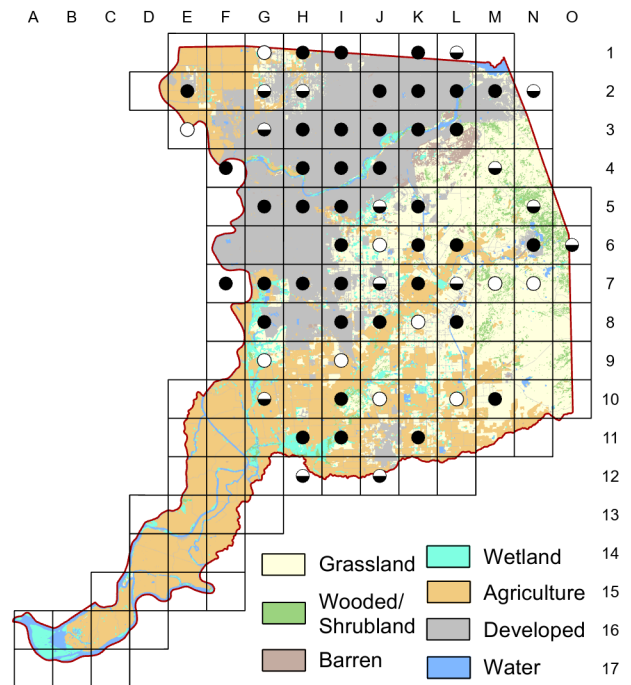 A B C D E F G H I J K L M N O
1
2
3
4
5
6
7
8
9
10
11
12
13
14
15
16
17
Grassland
Wooded/
Shrubland
Barren
Wetland
Agriculture
Developed
Water